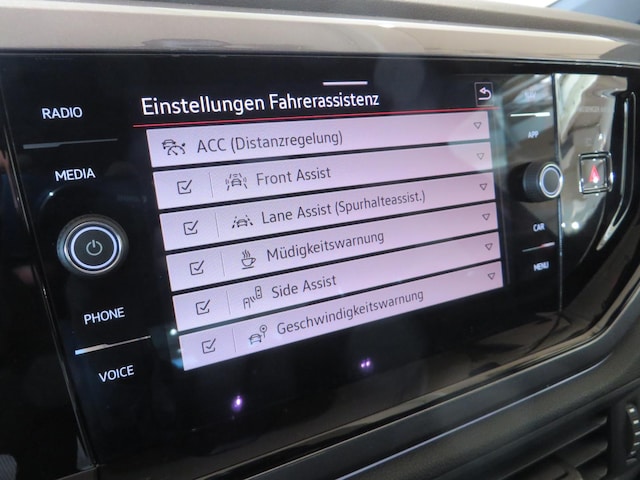 RADIO
MEDIA
PHONE
VOICE
Einstellungen Fahrerassistenz
ACC (Distanzregelung)
Front Assist
Lane Assist (Spurhalteassist.)
Müdigkeitswarnung
Side Assist
Geschwindigkeitswarnung
APP
CAR
MENU